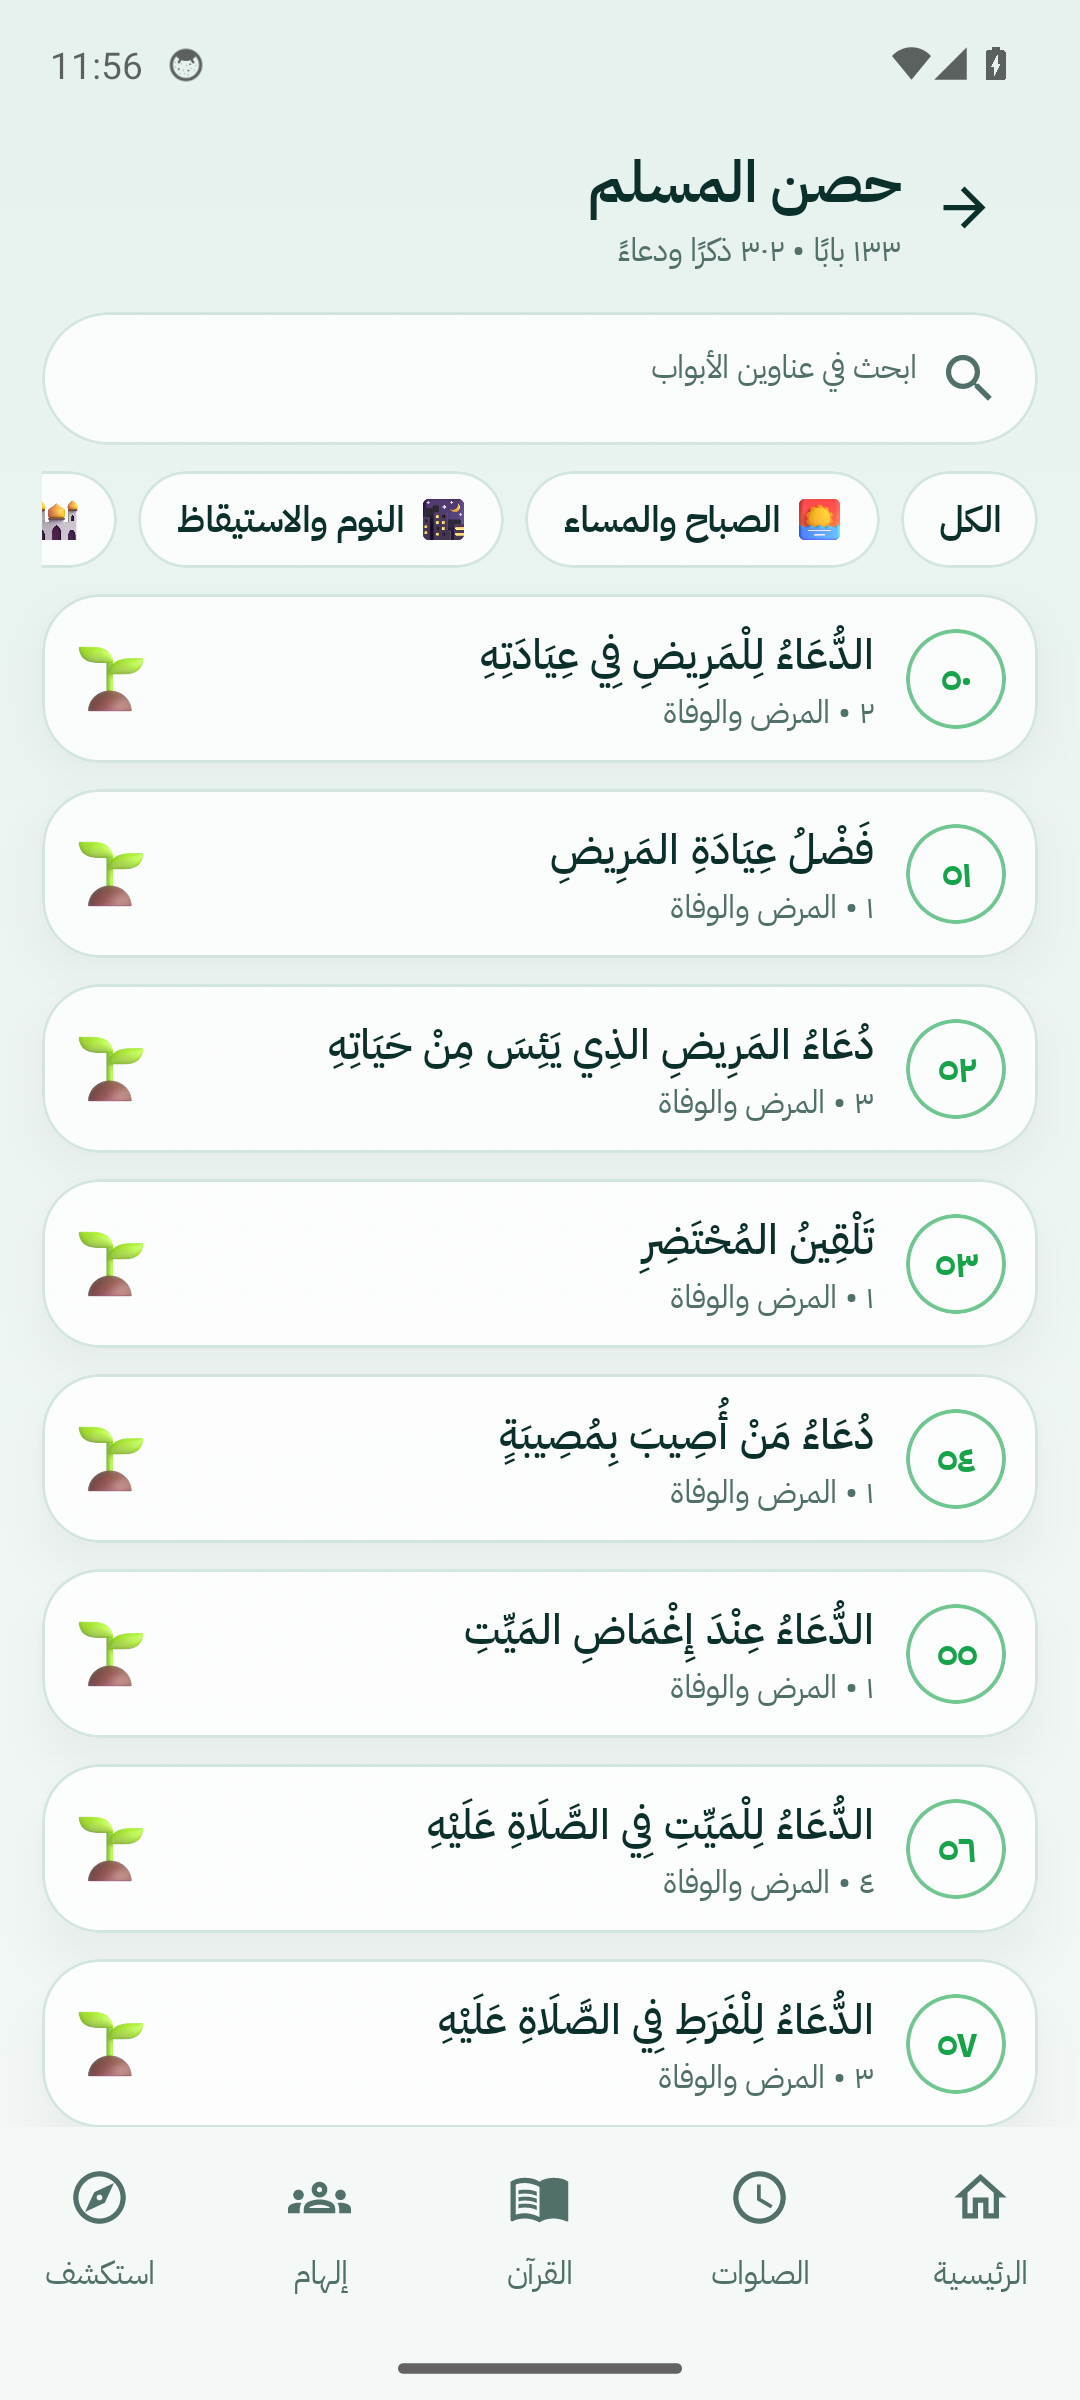 11:56
حصن المسلم
١٣٣ بابًا • ٣٠٢ ذكرًا ودعاءً
ابحث في عناوين الأبواب
الكل
الصباح والمساء
النوم والاستيقاظ
٥٠
الدُّعَاءُ لِلْمَرِيضِ فِي عِيَادَتِهِ
٢ • المرض والوفاة
٥١
فَضْلُ عِيَادَةِ المَرِيضِ
١ • المرض والوفاة
٥٢
دُعَاءُ المَرِيضِ الذِي يَئِسَ مِنْ حَيَاتِهِ
٣ • المرض والوفاة
٥٣
تَلْقِينُ المُحْتَضِرِ
١ • المرض والوفاة
٥٤
دُعَاءُ مَنْ أُصِيبَ بِمُصِيبَةٍ
١ • المرض والوفاة
٥٥
الدُّعَاءُ عِنْدَ إِغْمَاضِ المَيِّتِ
١ • المرض والوفاة
٥٦
الدُّعَاءُ لِلْمَيِّتِ فِي الصَّلَاةِ عَلَيْهِ
٤ • المرض والوفاة
٥٧
الدُّعَاءُ لِلْفَرَطِ فِي الصَّلَاةِ عَلَيْهِ
٣ • المرض والوفاة
الرئيسية
الصلوات
القرآن
إلهام
استكشف